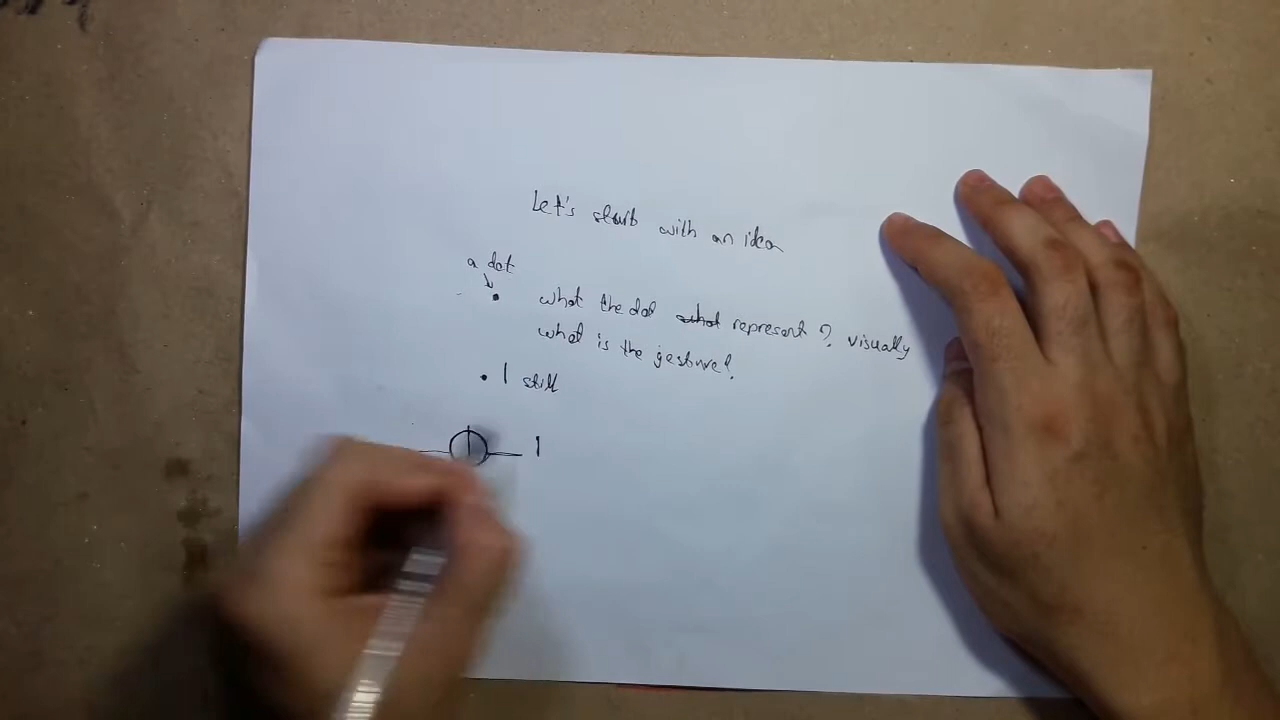 Let's start with an idea
a dot
what the dot what represent? visually
what is the gesture?
1 still
1